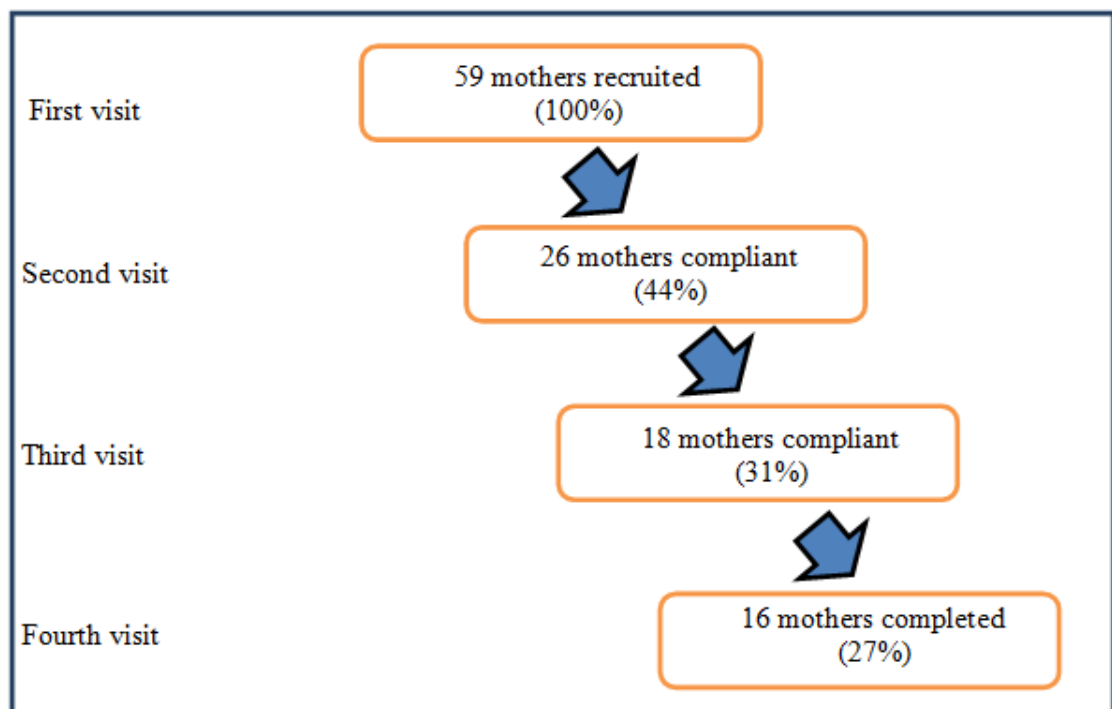 First visit
59 mothers recruited
(100%)
Second visit
26 mothers compliant
(44%)
Third visit
18 mothers compliant
(31%)
Fourth visit
16 mothers completed
(27%)